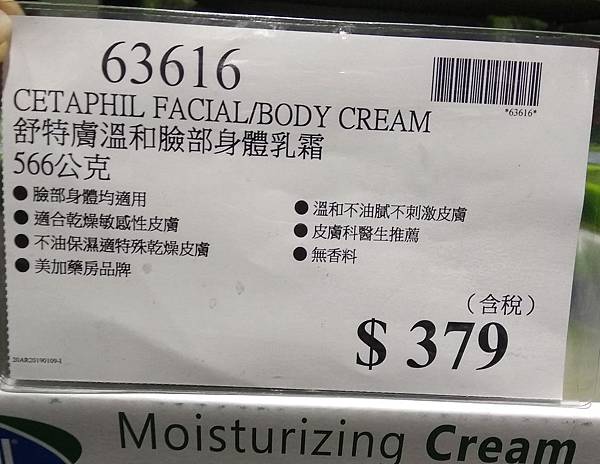 63616
*63616*
CETAPHIL FACIAL/BODY CREAM
舒特膚溫和臉部身體乳霜
566公克
● 臉部身體均適用
● 適合乾燥敏感性皮膚
● 不油保濕適特殊乾燥皮膚
● 美加藥房品牌
● 溫和不油膩不刺激皮膚
● 皮膚科醫生推薦
● 無香料
（含稅）
$ 379
20AR20190109-1
Moisturizing Cream